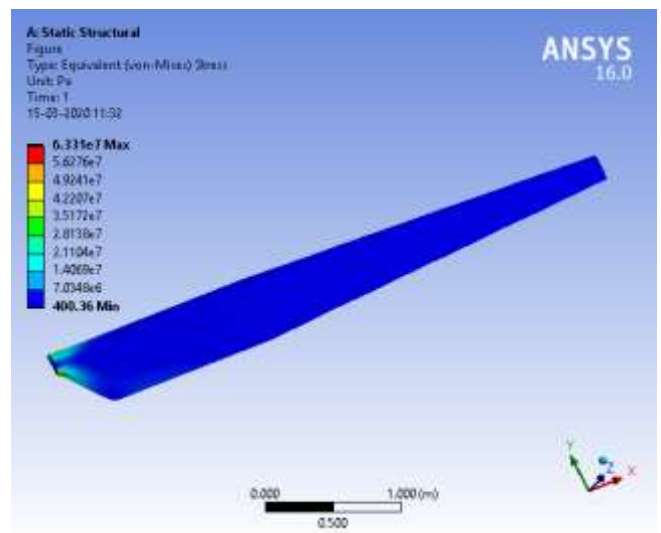 A: Static Structural
Figure
Type: Equivalent (von-Mises) Stress
Unit: Pa
Time: 1
15-03-2020 11:32
ANSYS
16.0
6.331e7 Max
5.6276e7
4.9241e7
4.2207e7
3.5172e7
2.8138e7
2.1104e7
1.4069e7
7.0348e6
400.36 Min
Y
Z
X
0.000
1.000 (m)
0.500